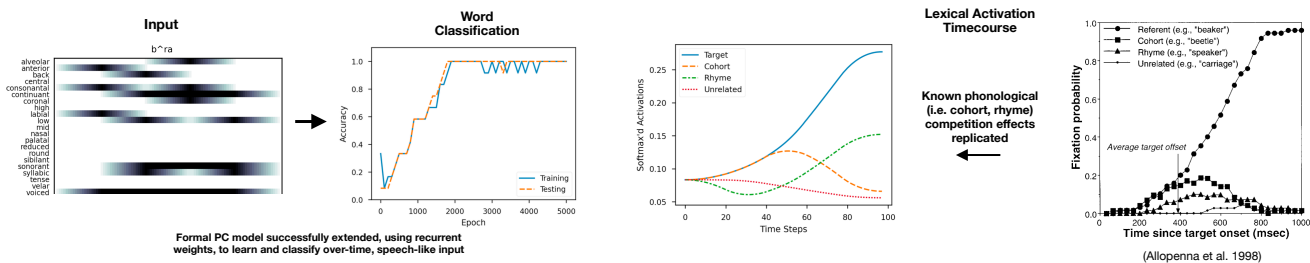 Input
b^ra
alveolar
anterior
back
central
consonantal
continuant
coronal
high
labial
low
mid
nasal
palatal
reduced
round
sibilant
sonorant
syllabic
tense
velar
voiced
Word
Classification
Accuracy
1.0
0.8
0.6
0.4
0.2
0.0
Training
Testing
0
1000
2000
3000
4000
5000
Epoch
Formal PC model successfully extended, using recurrent
weights, to learn and classify over-time, speech-like input
Lexical Activation
Timecourse
Softmax'd Activations
0.25
0.20
0.15
0.10
0.05
Target
Cohort
Rhyme
Unrelated
0
20
40
60
80
100
Time Steps
Known phonological
(i.e. cohort, rhyme)
competition effects
replicated
Fixation probability
1.0
0.8
0.6
0.4
0.2
0.0
Referent (e.g., "beaker")
Cohort (e.g., "beetle")
Rhyme (e.g., "speaker")
Unrelated (e.g., "carriage")
Average target offset
0
200
400
600
800
1000
Time since target onset (msec)
(Allopenna et al. 1998)